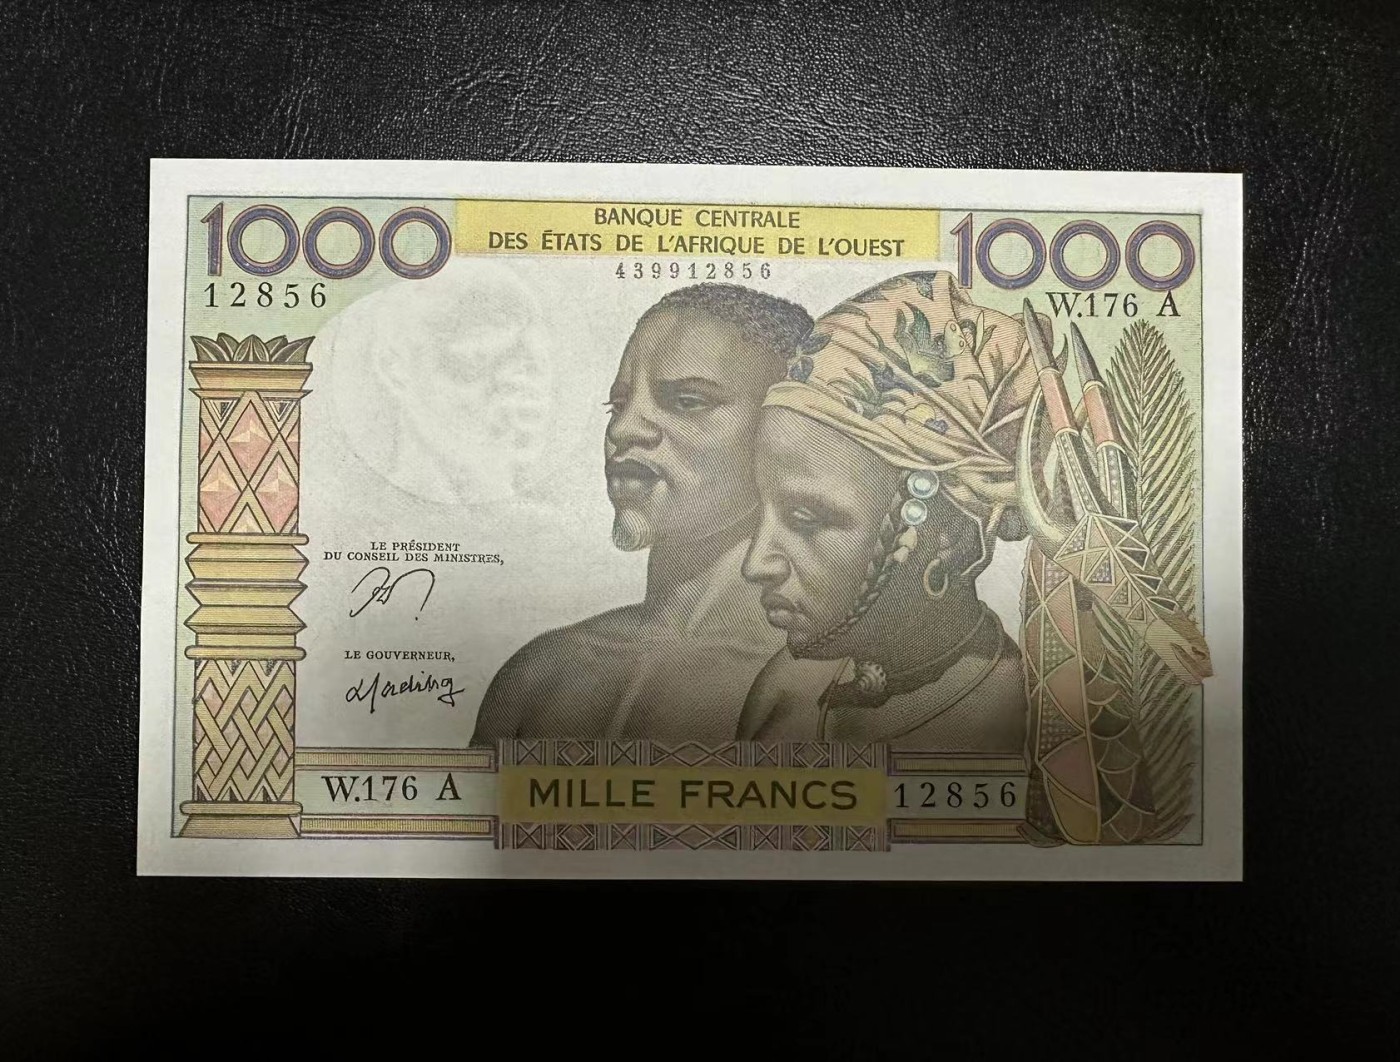 1000
BANQUE CENTRALE
DES ÉTATS DE L'AFRIQUE DE L'OUEST
1000
439912856
12856
W.176 A
LE PRÉSIDENT
DU CONSEIL DES MINISTRES,
LE GOUVERNEUR,
W.176 A
MILLE FRANCS
12856